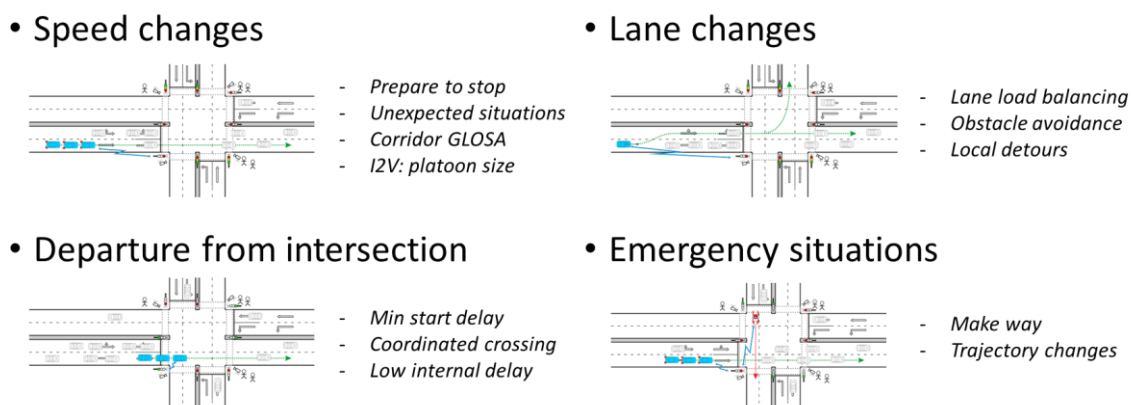 • Speed changes
- Prepare to stop
- Unexpected situations
- Corridor GLOSA
- I2V: platoon size
• Lane changes
- Lane load balancing
- Obstacle avoidance
- Local detours
• Departure from intersection
- Min start delay
- Coordinated crossing
- Low internal delay
• Emergency situations
- Make way
- Trajectory changes